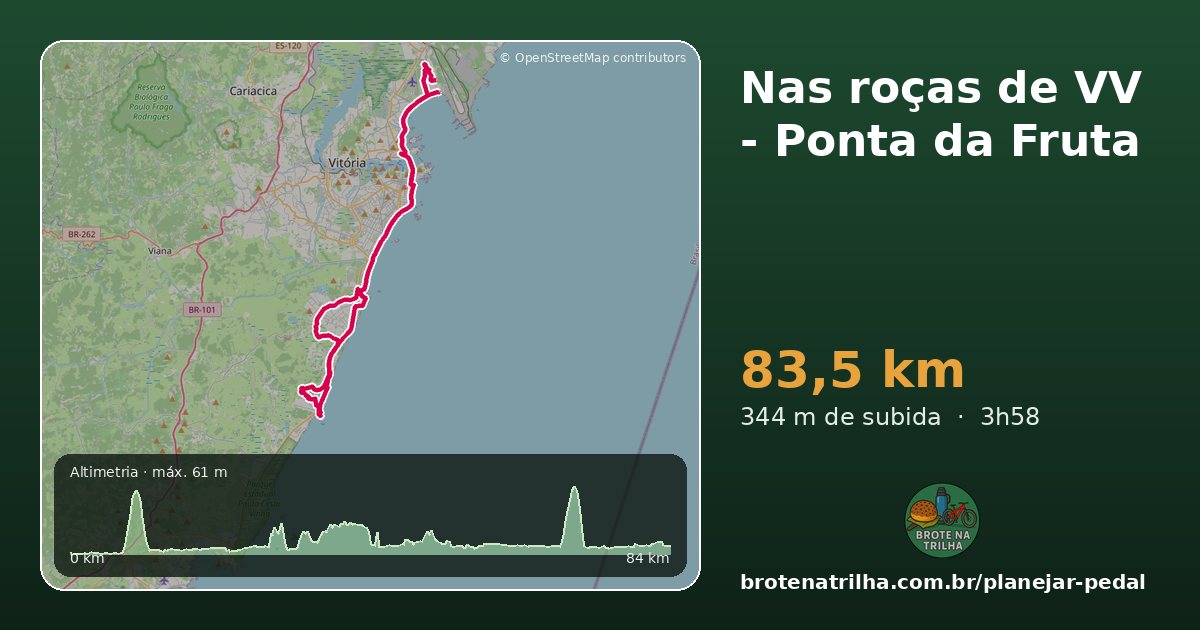 ES-120
© OpenStreetMap contributors
Nas roças de VV
- Ponta da Fruta
Cariacica
Reserva
Biológica
Paulo Fraga
Rodrigues
Vitória
BR-262
Viana
BR-101
83,5 km
344 m de subida · 3h58
Altimetria · máx. 61 m
0 km
84 km
BROTE NA
TRILHA
brotenatrilha.com.br/planejar-pedal